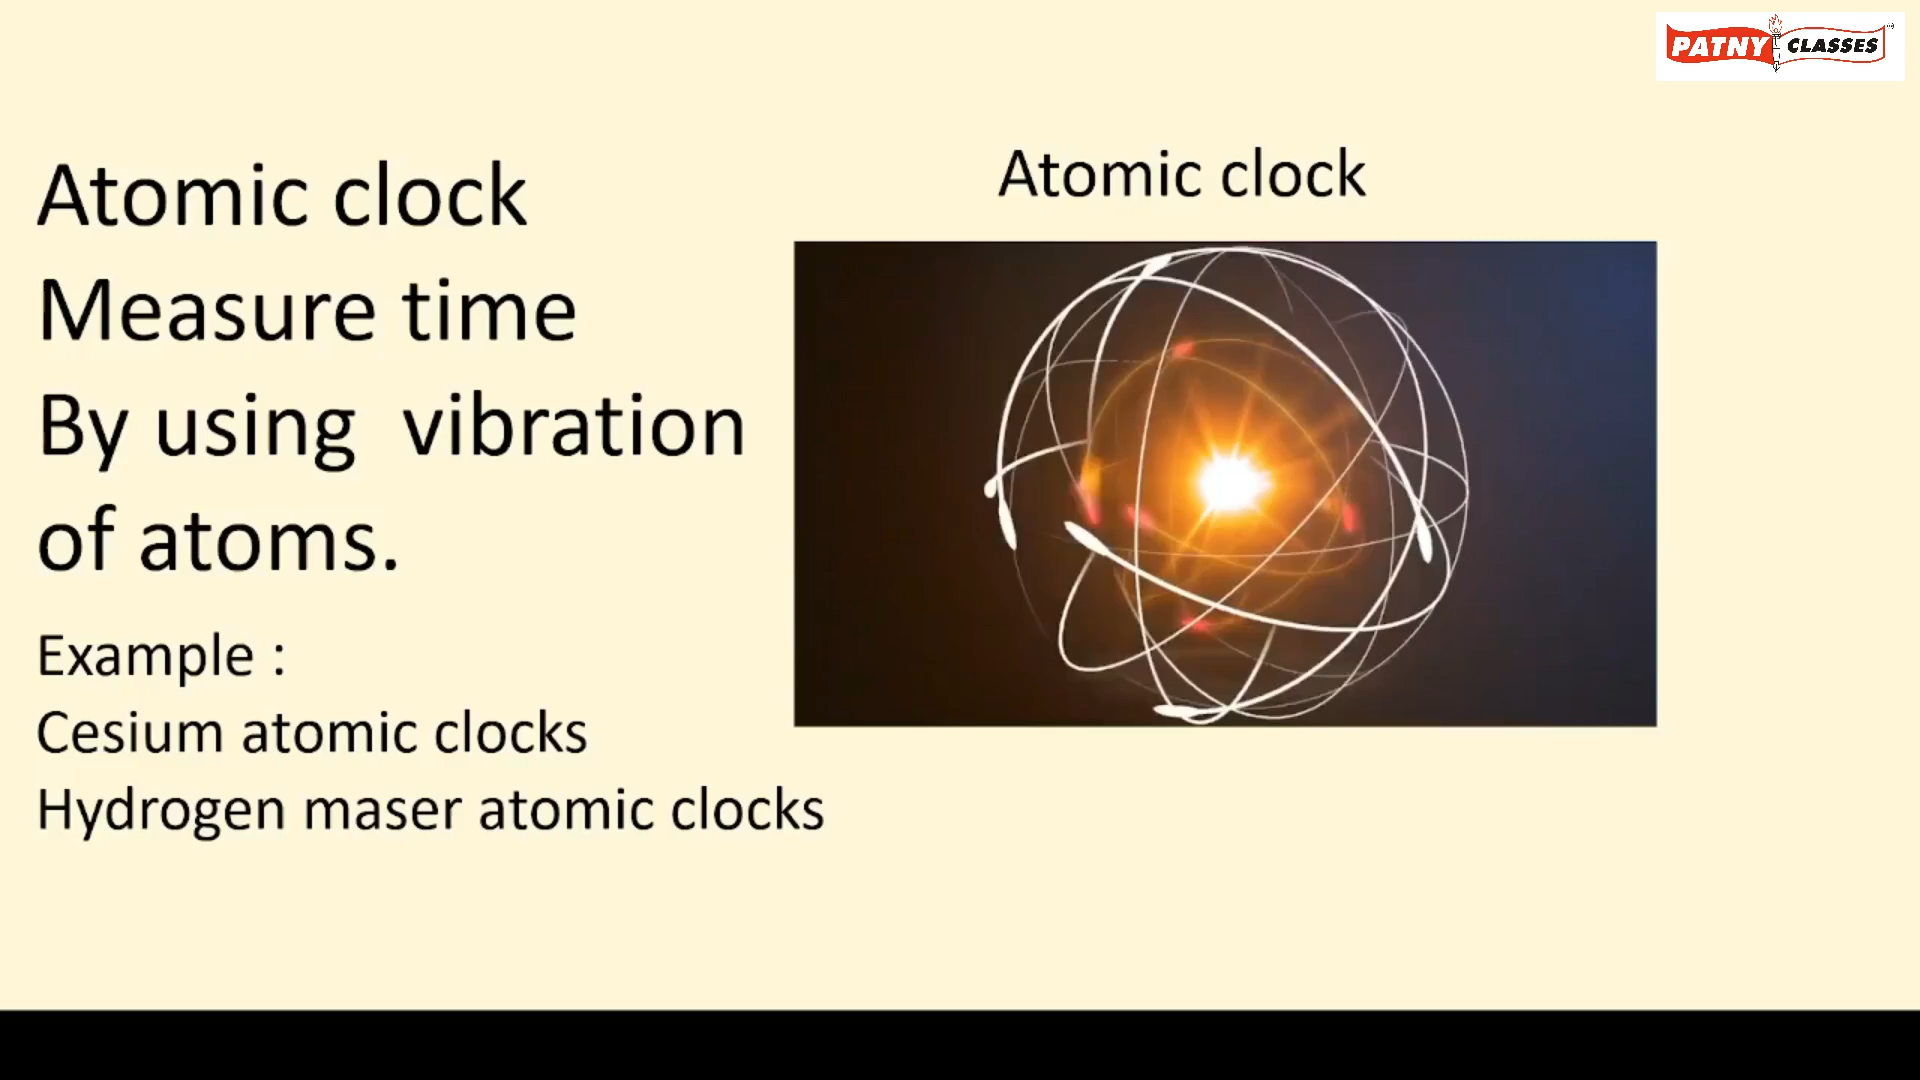 PATNY CLASSES
Atomic clock
Atomic clock
Measure time
By using  vibration
of atoms.
Example :
Cesium atomic clocks
Hydrogen maser atomic clocks